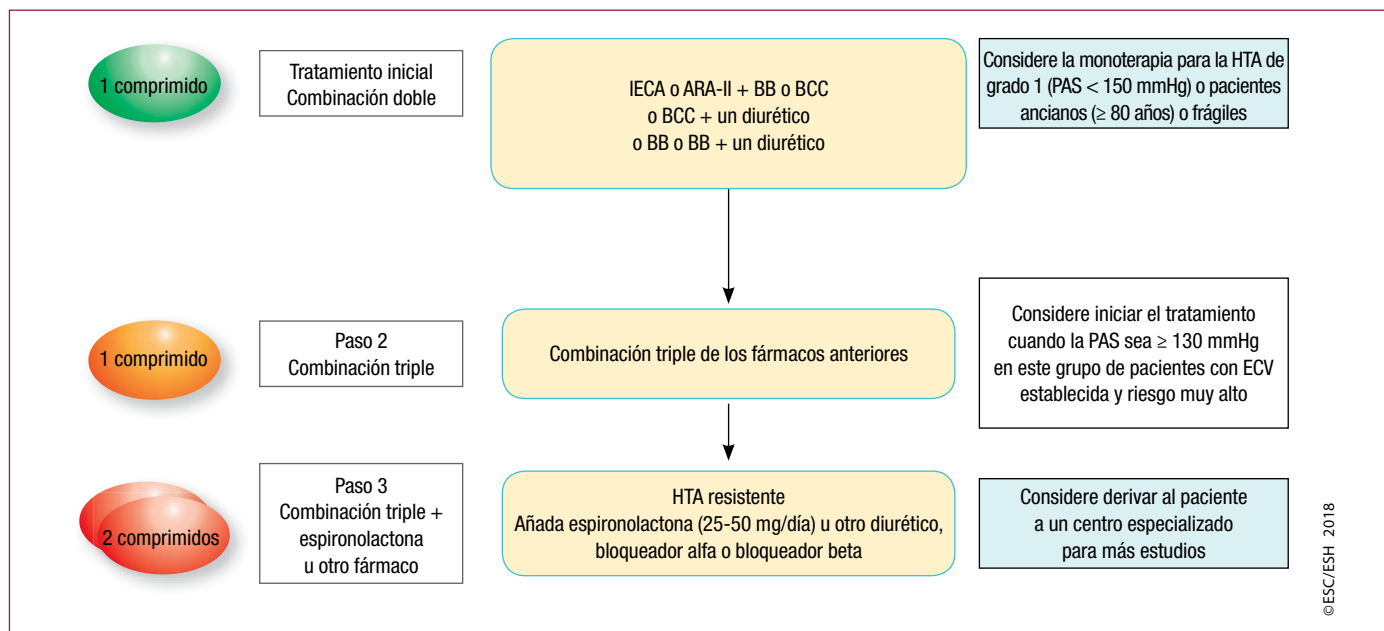 1 comprimido
Tratamiento inicial
Combinación doble
IECA o ARA-II + BB o BCC
o BCC + un diurético
o BB o BB + un diurético
Considere la monoterapia para la HTA de
grado 1 (PAS < 150 mmHg) o pacientes
ancianos (≥ 80 años) o frágiles
1 comprimido
Paso 2
Combinación triple
Combinación triple de los fármacos anteriores
Considere iniciar el tratamiento
cuando la PAS sea ≥ 130 mmHg
en este grupo de pacientes con ECV
establecida y riesgo muy alto
2 comprimidos
Paso 3
Combinación triple +
espironolactona
u otro fármaco
HTA resistente
Añada espironolactona (25-50 mg/día) u otro diurético,
bloqueador alfa o bloqueador beta
Considere derivar al paciente
a un centro especializado
para más estudios
©ESC/ESH 2018